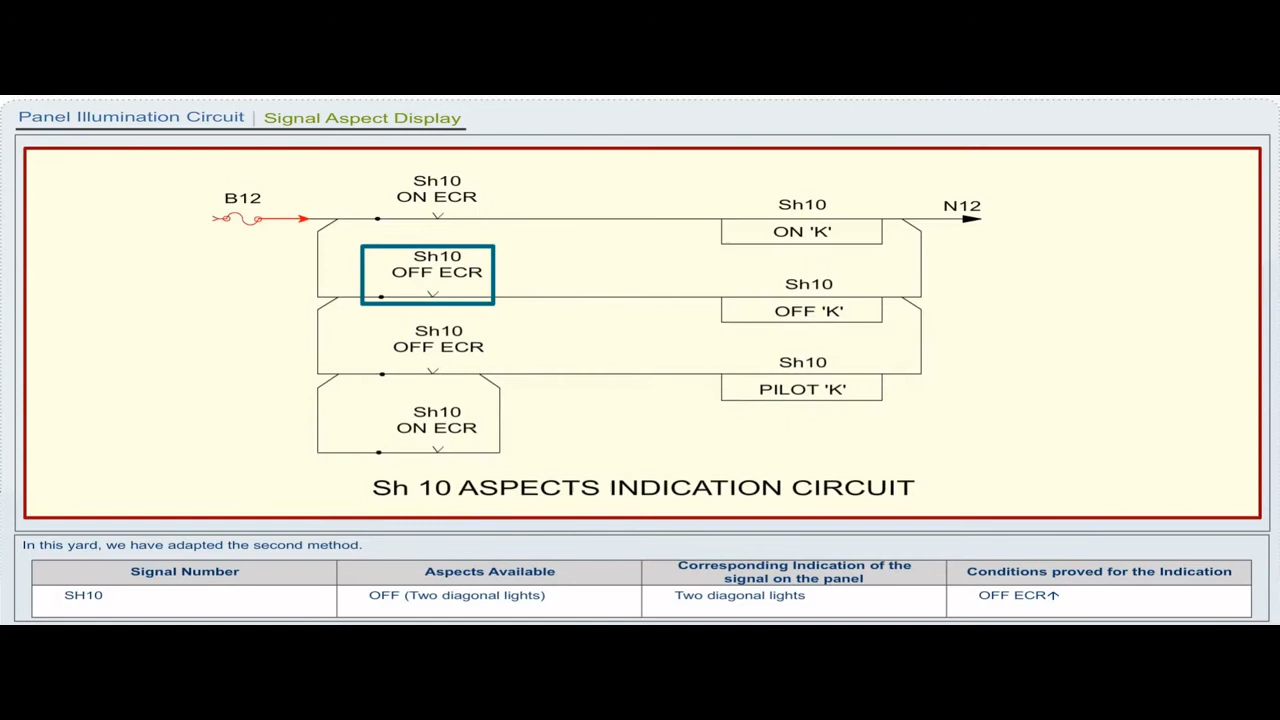 Panel Illumination Circuit | Signal Aspect Display
B12
Sh10
ON ECR
Sh10
ON 'K'
N12
Sh10
OFF ECR
Sh10
OFF 'K'
Sh10
OFF ECR
Sh10
PILOT 'K'
Sh10
ON ECR
Sh 10 ASPECTS INDICATION CIRCUIT
In this yard, we have adapted the second method.
Signal Number
Aspects Available
Corresponding Indication of the
signal on the panel
Conditions proved for the Indication
SH10
OFF (Two diagonal lights)
Two diagonal lights
OFF ECR↑